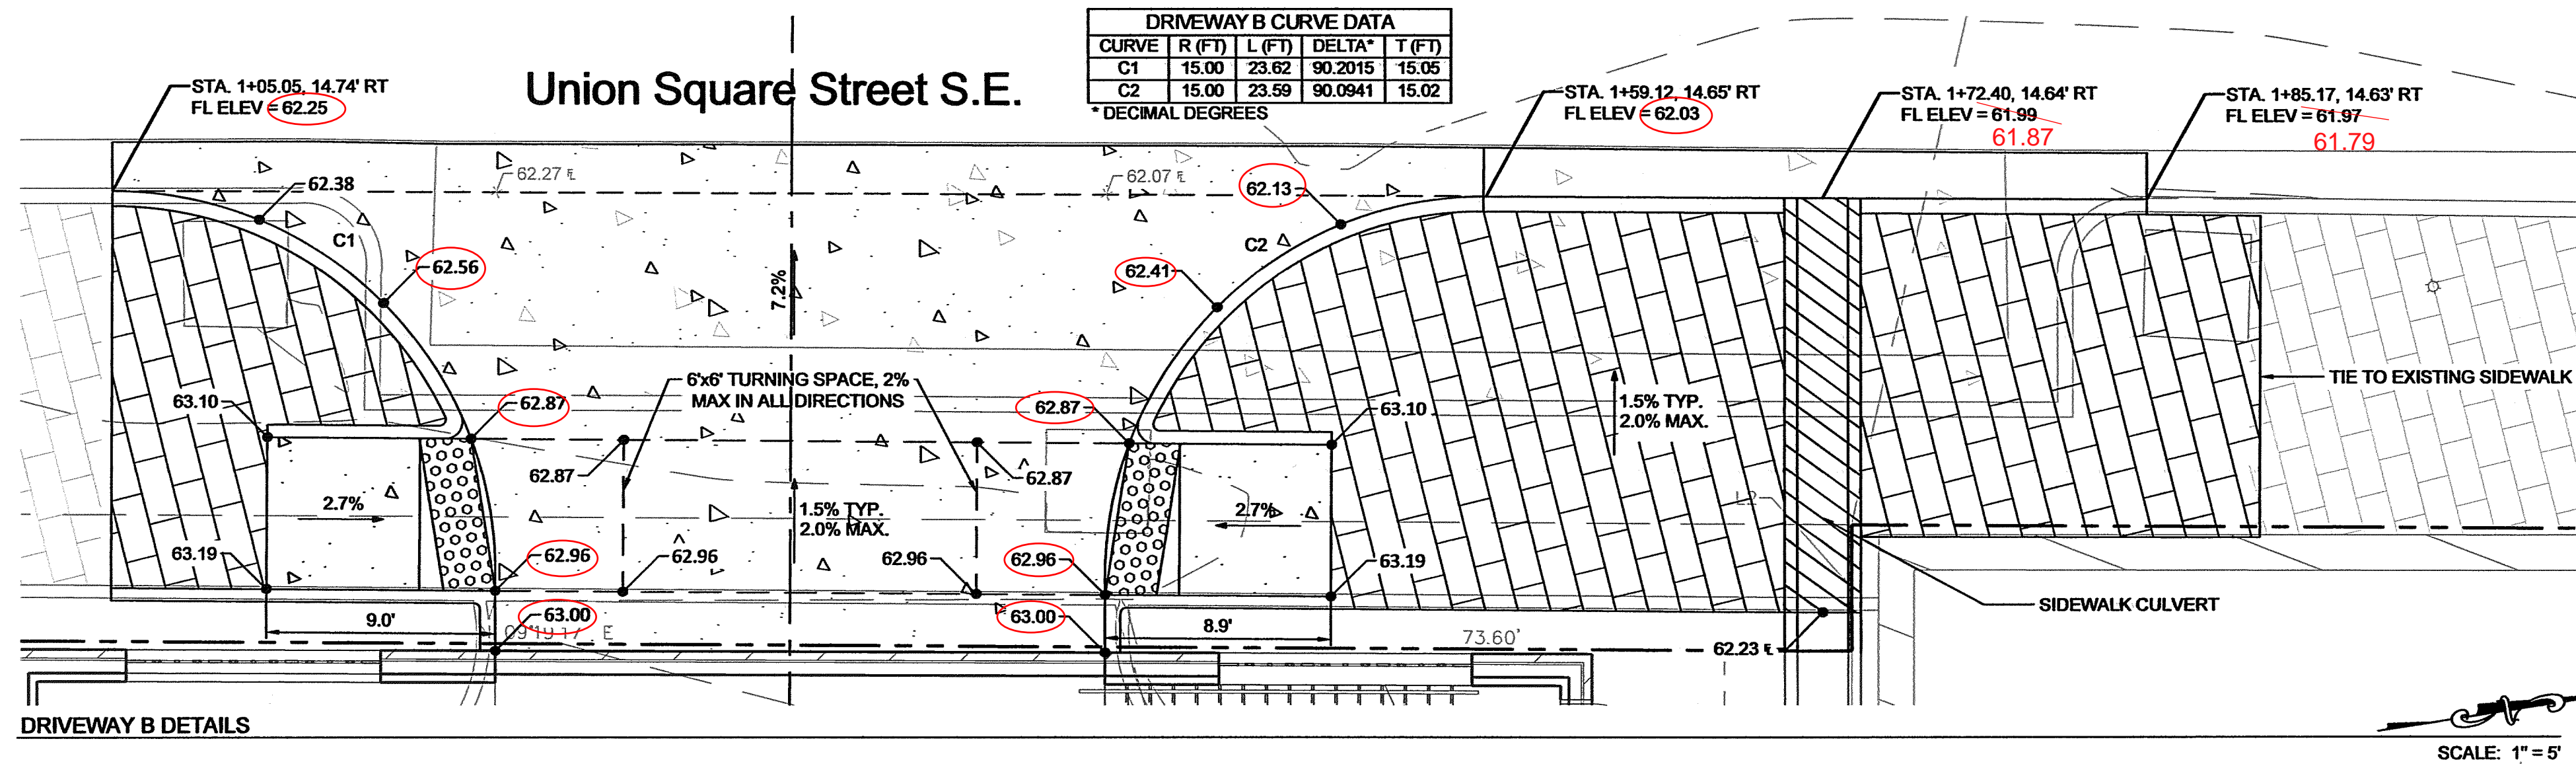 DRIVEWAY B CURVE DATA
CURVE R (FT) L (FT) DELTA* T (FT)
C1 15.00 23.62 90.2015 15.05
C2 15.00 23.59 90.0941 15.02
* DECIMAL DEGREES
Union Square Street S.E.
STA. 1+05.05, 14.74' RT
FL ELEV = 62.25
STA. 1+59.12, 14.65' RT
FL ELEV = 62.03
STA. 1+72.40, 14.64' RT
FL ELEV = 61.99
61.87
STA. 1+85.17, 14.63' RT
FL ELEV = 61.97
61.79
62.38
62.27
62.07
62.13
C1
C2
62.56
62.41
7.2%
6'x6' TURNING SPACE, 2%
MAX IN ALL DIRECTIONS
TIE TO EXISTING SIDEWALK
63.10
62.87
62.87
63.10
1.5% TYP.
2.0% MAX.
62.87
62.87
2.7%
1.5% TYP.
2.0% MAX.
2.7%
63.19
62.96
62.96
62.96
62.96
63.19
SIDEWALK CULVERT
9.0'
63.00
63.00
8.9'
73.60'
62.23
DRIVEWAY B DETAILS
SCALE: 1" = 5'